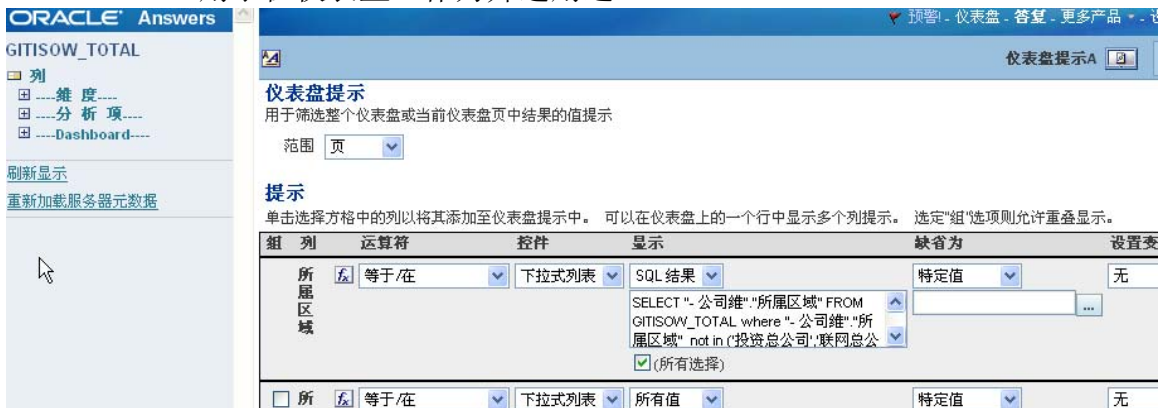 ORACLE Answers
预警! - 仪表盘 - 答复 - 更多产品 -
GITISOW_TOTAL
列
----维 度----
----分 析 项----
----Dashboard----
刷新显示
重新加载服务器元数据
仪表盘提示A
仪表盘提示
用于筛选整个仪表盘或当前仪表盘页中结果的值提示
范围 页
提示
单击选择方格中的列以将其添加至仪表盘提示中。 可以在仪表盘上的一个行中显示多个列提示。 选定"组"选项则允许重叠显示。
组 列 运算符 控件 显示 缺省为 设置变
所属区域 fx 等于/在 下拉式列表 SQL 结果 特定值 ... 无
SELECT "- 公司维"."所属区域" FROM
GITISOW_TOTAL where "- 公司维"."所
属区域" not in ('投资总公司','联网总公
(所有选择)
所 fx 等于/在 下拉式列表 所有值 特定值 无